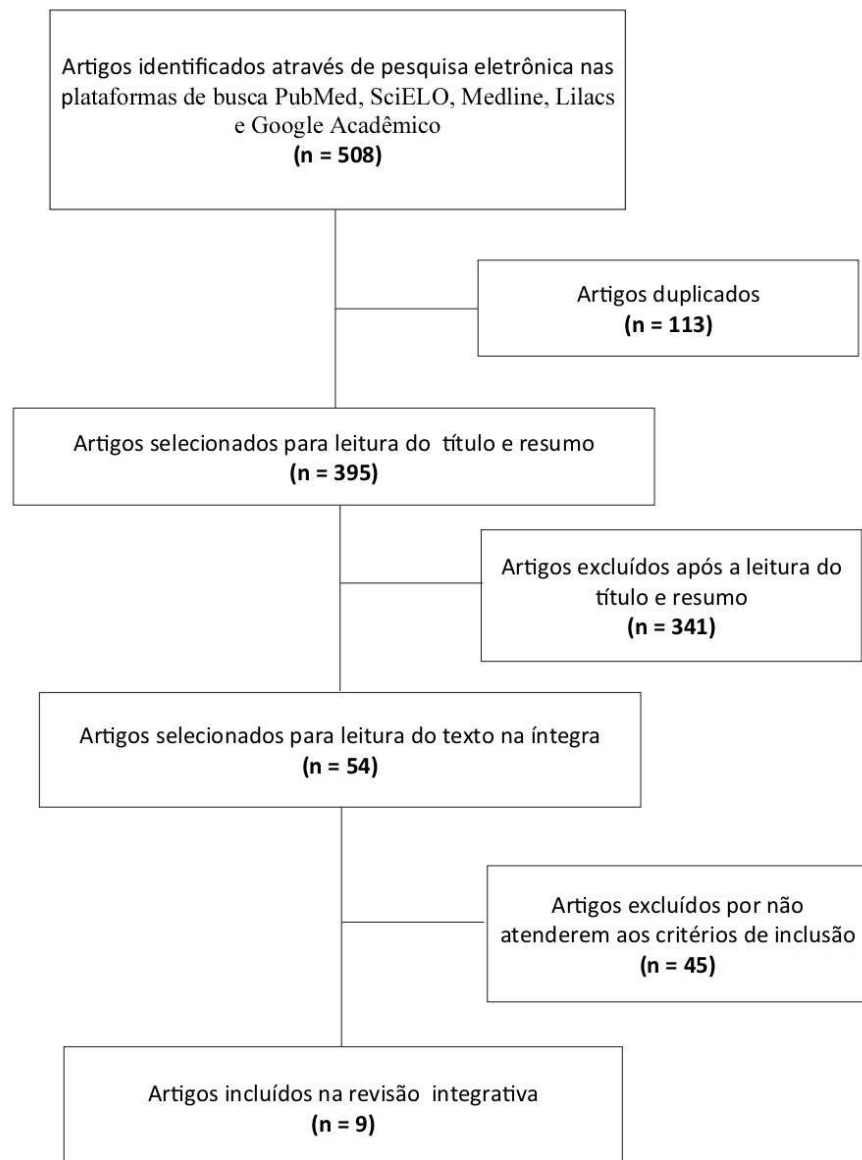 Artigos identificados através de pesquisa eletrônica nas
plataformas de busca PubMed, SciELO, Medline, Lilacs
e Google Acadêmico
(n = 508)
Artigos duplicados
(n = 113)
Artigos selecionados para leitura do título e resumo
(n = 395)
Artigos excluídos após a leitura do
título e resumo
(n = 341)
Artigos selecionados para leitura do texto na íntegra
(n = 54)
Artigos excluídos por não
atenderem aos critérios de inclusão
(n = 45)
Artigos incluídos na revisão integrativa
(n = 9)